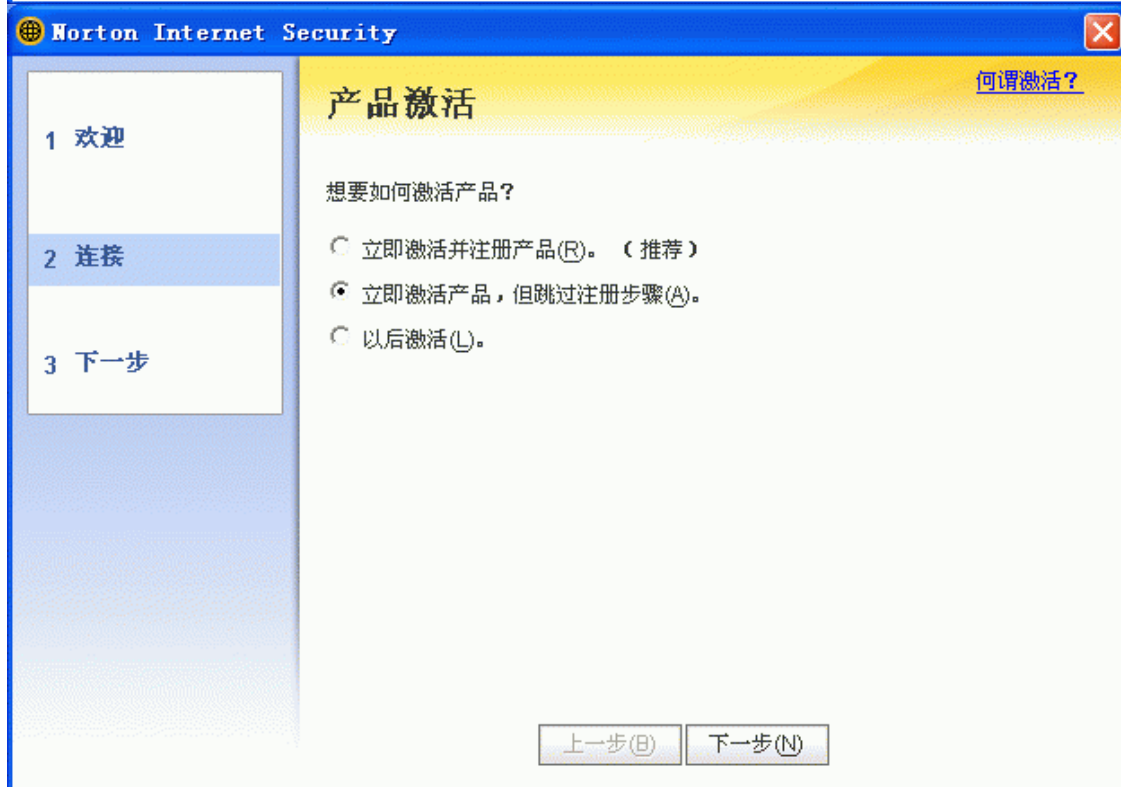 Norton Internet Security
产品激活
何谓激活？
1 欢迎
2 连接
3 下一步
想要如何激活产品？
立即激活并注册产品(R)。（推荐）
立即激活产品，但跳过注册步骤(A)。
以后激活(L)。
上一步(B)
下一步(N)